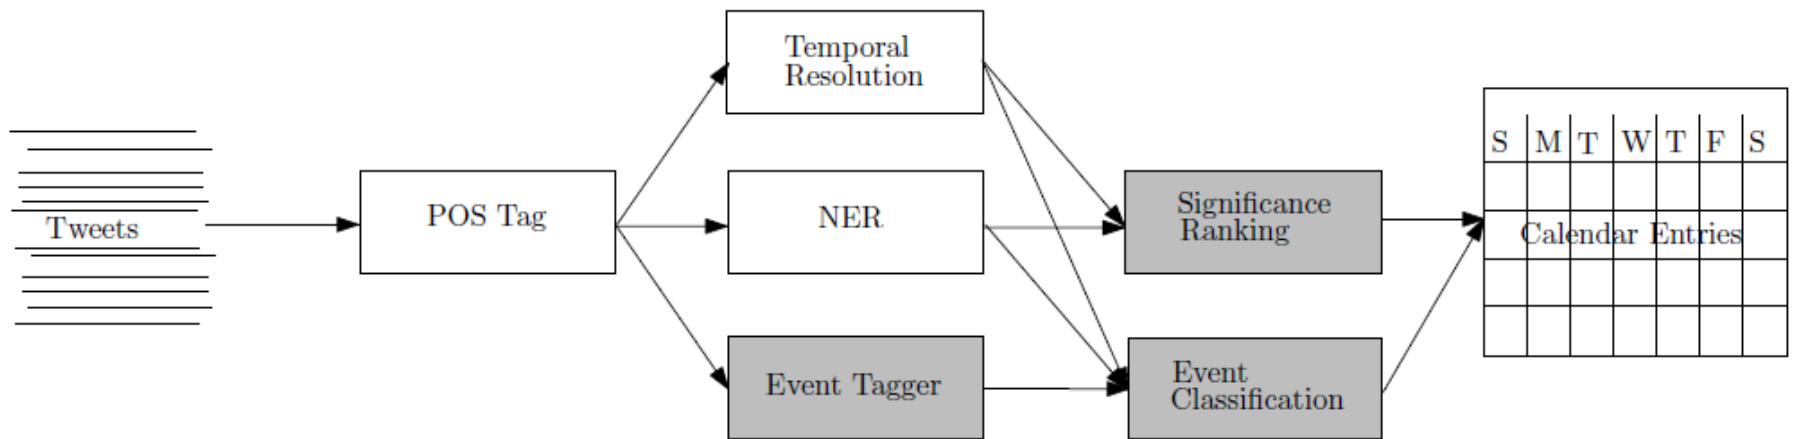 Tweets
POS Tag
Temporal
Resolution
NER
Event Tagger
Significance
Ranking
Event
Classification
S M T W T F S
Calendar Entries